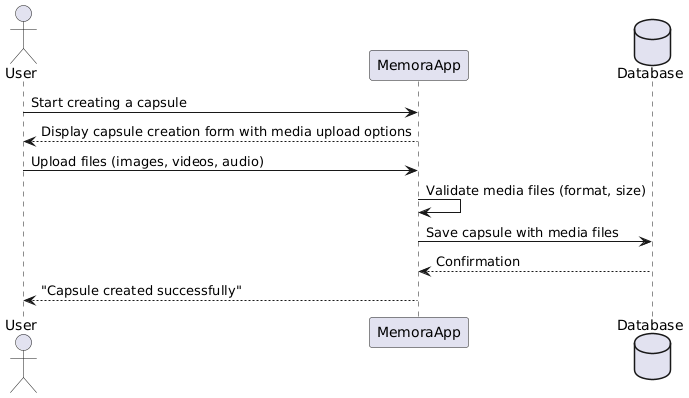 User
MemoraApp
Database
Start creating a capsule
Display capsule creation form with media upload options
Upload files (images, videos, audio)
Validate media files (format, size)
Save capsule with media files
Confirmation
"Capsule created successfully"
User
MemoraApp
Database